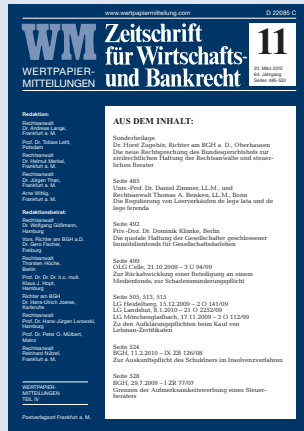 www.wertpapiermitteilung.com
D 22085 C
WM
WERTPAPIER-
MITTEILUNGEN
Zeitschrift
für Wirtschafts-
und Bankrecht
11
20. März 2010
64. Jahrgang
Seiten 485–532
Redaktion:
Rechtsanwalt
Dr. Andreas Lange,
Frankfurt a. M.
Prof. Dr. Tobias Lettl,
Potsdam
Rechtsanwalt
Dr. Helmut Merkel,
Frankfurt a. M.
Rechtsanwalt
Dr. Jürgen Than,
Frankfurt a. M.
Arne Wittig,
Frankfurt a. M.
Redaktionsbeirat:
Rechtsanwalt
Dr. Wolfgang Gößmann,
Hamburg
Vors. Richter am BGH a.D.
Dr. Gero Fischer,
Freiburg
Rechtsanwalt
Thorsten Höche,
Berlin
Prof. Dr. Dr. Dr. h.c. mult.
Klaus J. Hopt,
Hamburg
Richter am BGH
Dr. Hans-Ulrich Joeres,
Karlsruhe
Rechtsanwalt
Prof. Dr. Hans-Jürgen Lwowski,
Hamburg
Prof. Dr. Peter O. Mülbert,
Mainz
Rechtsanwalt
Reinhard Nützel,
Frankfurt a. M.
WERTPAPIER-
MITTEILUNGEN
TEIL IV
Postverlagsort Frankfurt a. M.
AUS DEM INHALT:
Sonderbeilage
Dr. Horst Zugehör, Richter am BGH a. D., Oberhausen
Die neue Rechtsprechung des Bundesgerichtshofs zur
zivilrechtlichen Haftung der Rechtsanwälte und steuer-
lichen Berater
Seite 485
Univ.-Prof. Dr. Daniel Zimmer, LL.M., und
Rechtsanwalt Thomas A. Beisken, LL.M., Bonn
Die Regulierung von Leerverkäufen de lege lata und de
lege ferenda
Seite 492
Priv.-Doz. Dr. Dominik Klimke, Berlin
Die quotale Haftung der Gesellschafter geschlossener
Immobilienfonds für Gesellschaftsdarlehen
Seite 499
OLG Celle, 21.10.2009 – 3 U 94/09
Zur Rückabwicklung einer Beteiligung an einem
Medienfonds; zur Schadensminderungspflicht
Seite 505, 513, 515
LG Heidelberg, 15.12.2009 – 2 O 141/09
LG Landshut, 8.1.2010 – 21 O 2252/09
LG Mönchengladbach, 17.11.2009 – 3 O 112/09
Zu den Aufklärungspflichten beim Kauf von
Lehman-Zertifikaten
Seite 524
BGH, 11.2.2010 – IX ZB 126/08
Zur Auskunftspflicht des Schuldners im Insolvenzverfahren
Seite 528
BGH, 29.7.2009 – I ZR 77/07
Grenzen der Aufmerksamkeitswerbung eines Steuer-
beraters